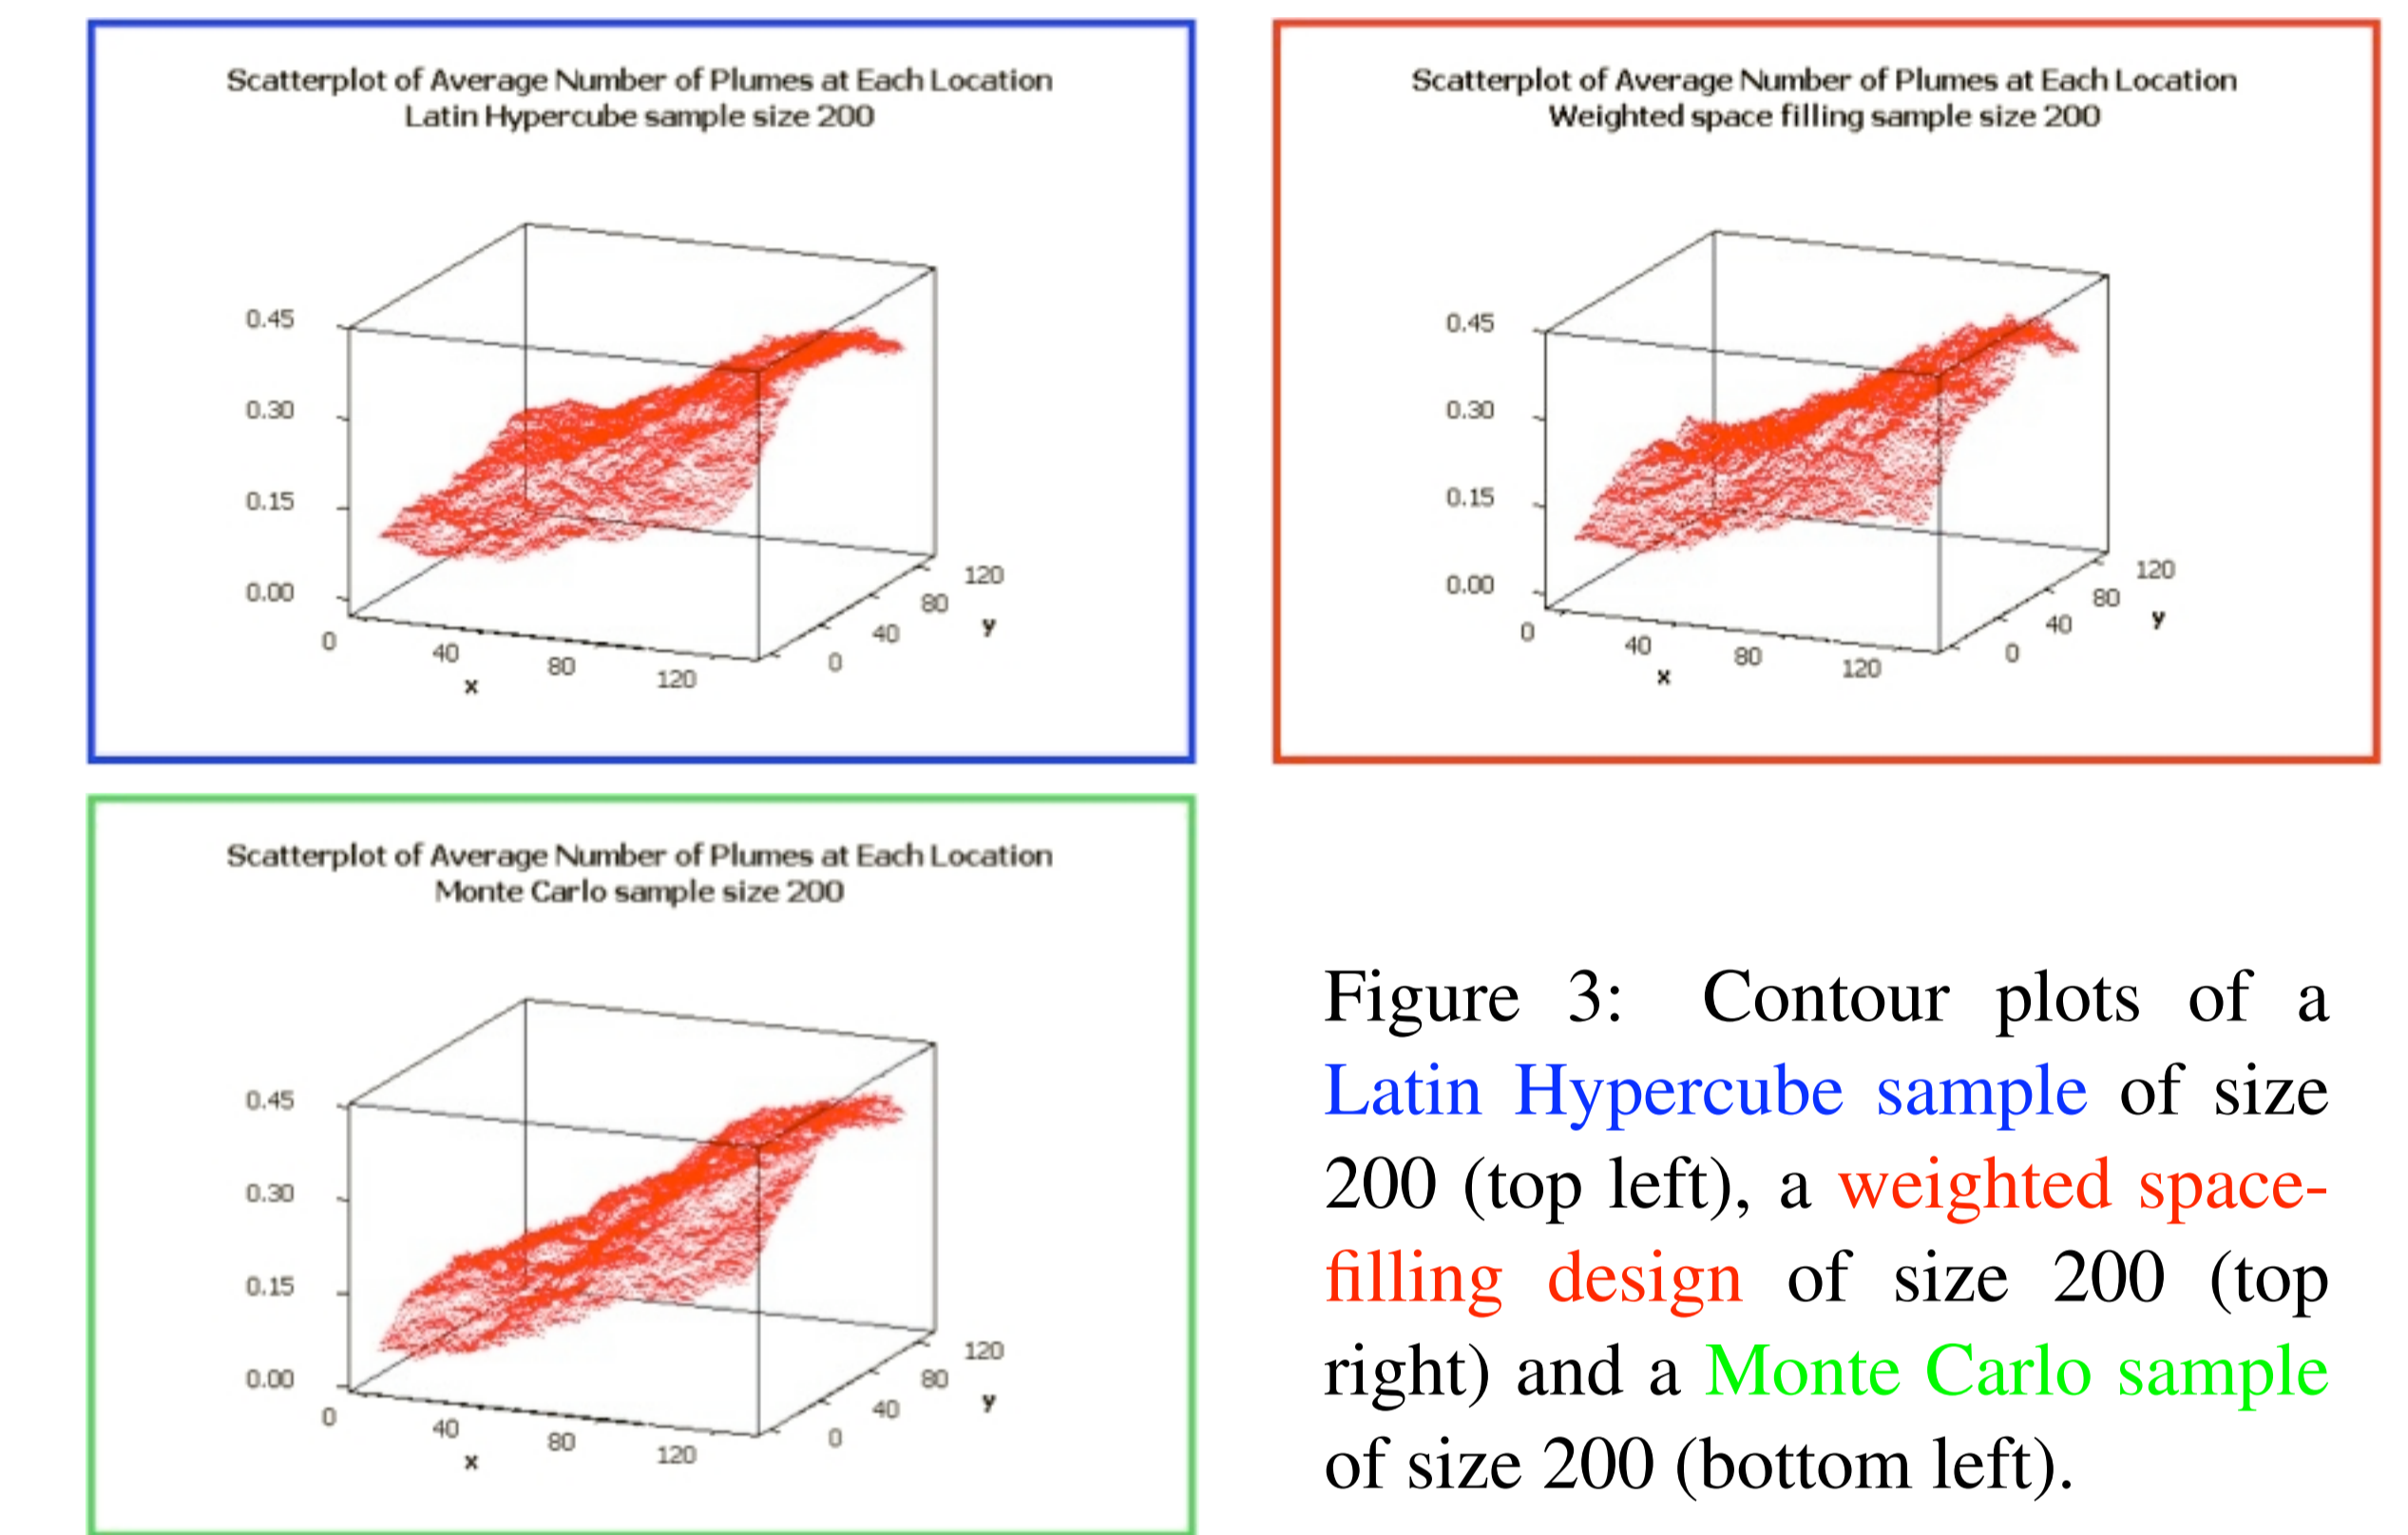 Scatterplot of Average Number of Plumes at Each Location
Latin Hypercube sample size 200
0.45
0.30
0.15
0.00
0
40
80
120
x
0
40
80
120
y
Scatterplot of Average Number of Plumes at Each Location
Weighted space filling sample size 200
0.45
0.30
0.15
0.00
0
40
80
120
x
0
40
80
120
y
Scatterplot of Average Number of Plumes at Each Location
Monte Carlo sample size 200
0.45
0.30
0.15
0.00
0
40
80
120
x
0
40
80
120
y
Figure 3: Contour plots of a
Latin Hypercube sample of size
200 (top left), a weighted space-
filling design of size 200 (top
right) and a Monte Carlo sample
of size 200 (bottom left).